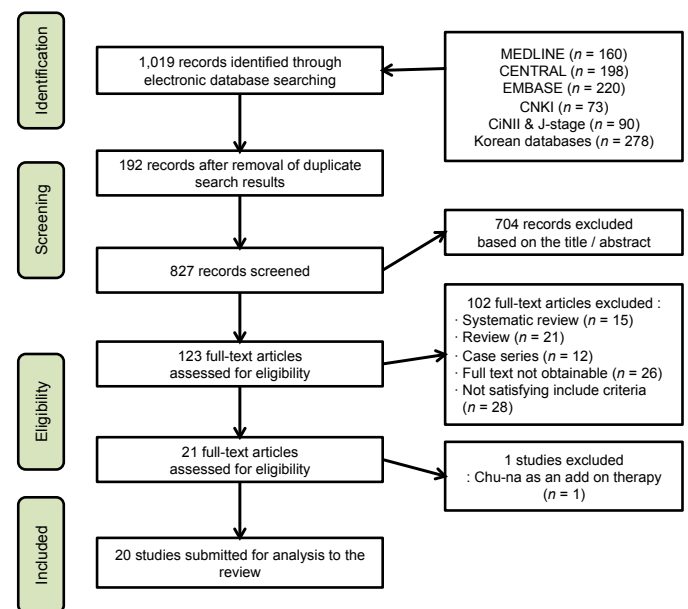 Identification
1,019 records identified through
electronic database searching
MEDLINE (n = 160)
CENTRAL (n = 198)
EMBASE (n = 220)
CNKI (n = 73)
CiNII & J-stage (n = 90)
Korean databases (n = 278)
Screening
192 records after removal of duplicate
search results
704 records excluded
based on the title / abstract
827 records screened
Eligibility
123 full-text articles
assessed for eligibility
102 full-text articles excluded :
· Systematic review (n = 15)
· Review (n = 21)
· Case series (n = 12)
· Full text not obtainable (n = 26)
· Not satisfying include criteria
(n = 28)
21 full-text articles
assessed for eligibility
1 studies excluded
: Chu-na as an add on therapy
(n = 1)
Included
20 studies submitted for analysis to the
review